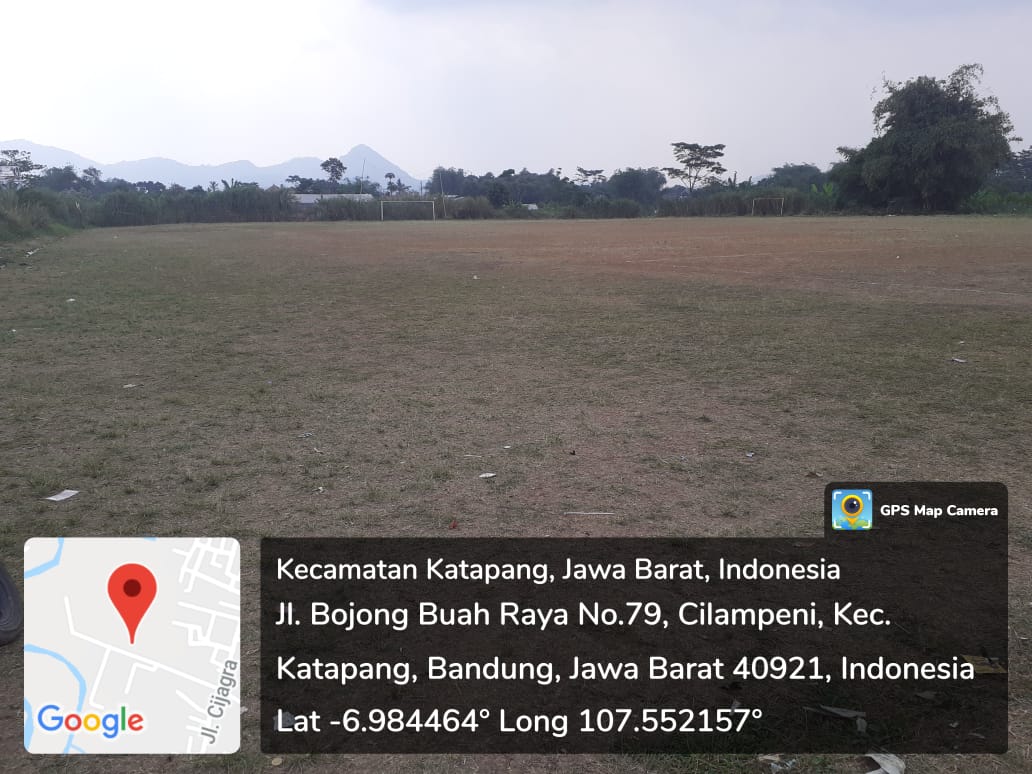 GPS Map Camera
Kecamatan Katapang, Jawa Barat, Indonesia
Jl. Bojong Buah Raya No.79, Cilampeni, Kec.
Katapang, Bandung, Jawa Barat 40921, Indonesia
Lat -6.984464° Long 107.552157°
Jl. Cijagra
Google